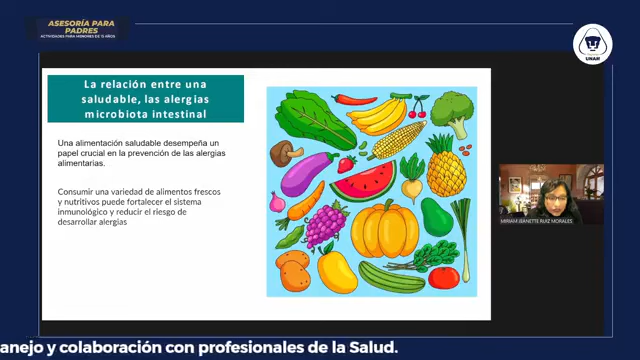 ASESORÍA PARA
PADRES
ACTIVIDADES PARA MENORES DE 15 AÑOS
UNAM
La relación entre una
saludable, las alergias
microbiota intestinal
Una alimentación saludable desempeña un
papel crucial en la prevención de las alergias
alimentarias.
Consumir una variedad de alimentos frescos
y nutritivos puede fortalecer el sistema
inmunológico y reducir el riesgo de
desarrollar alergias
MIRIAM JEANETTE RUIZ MORALES
anejo y colaboración con profesionales de la Salud.